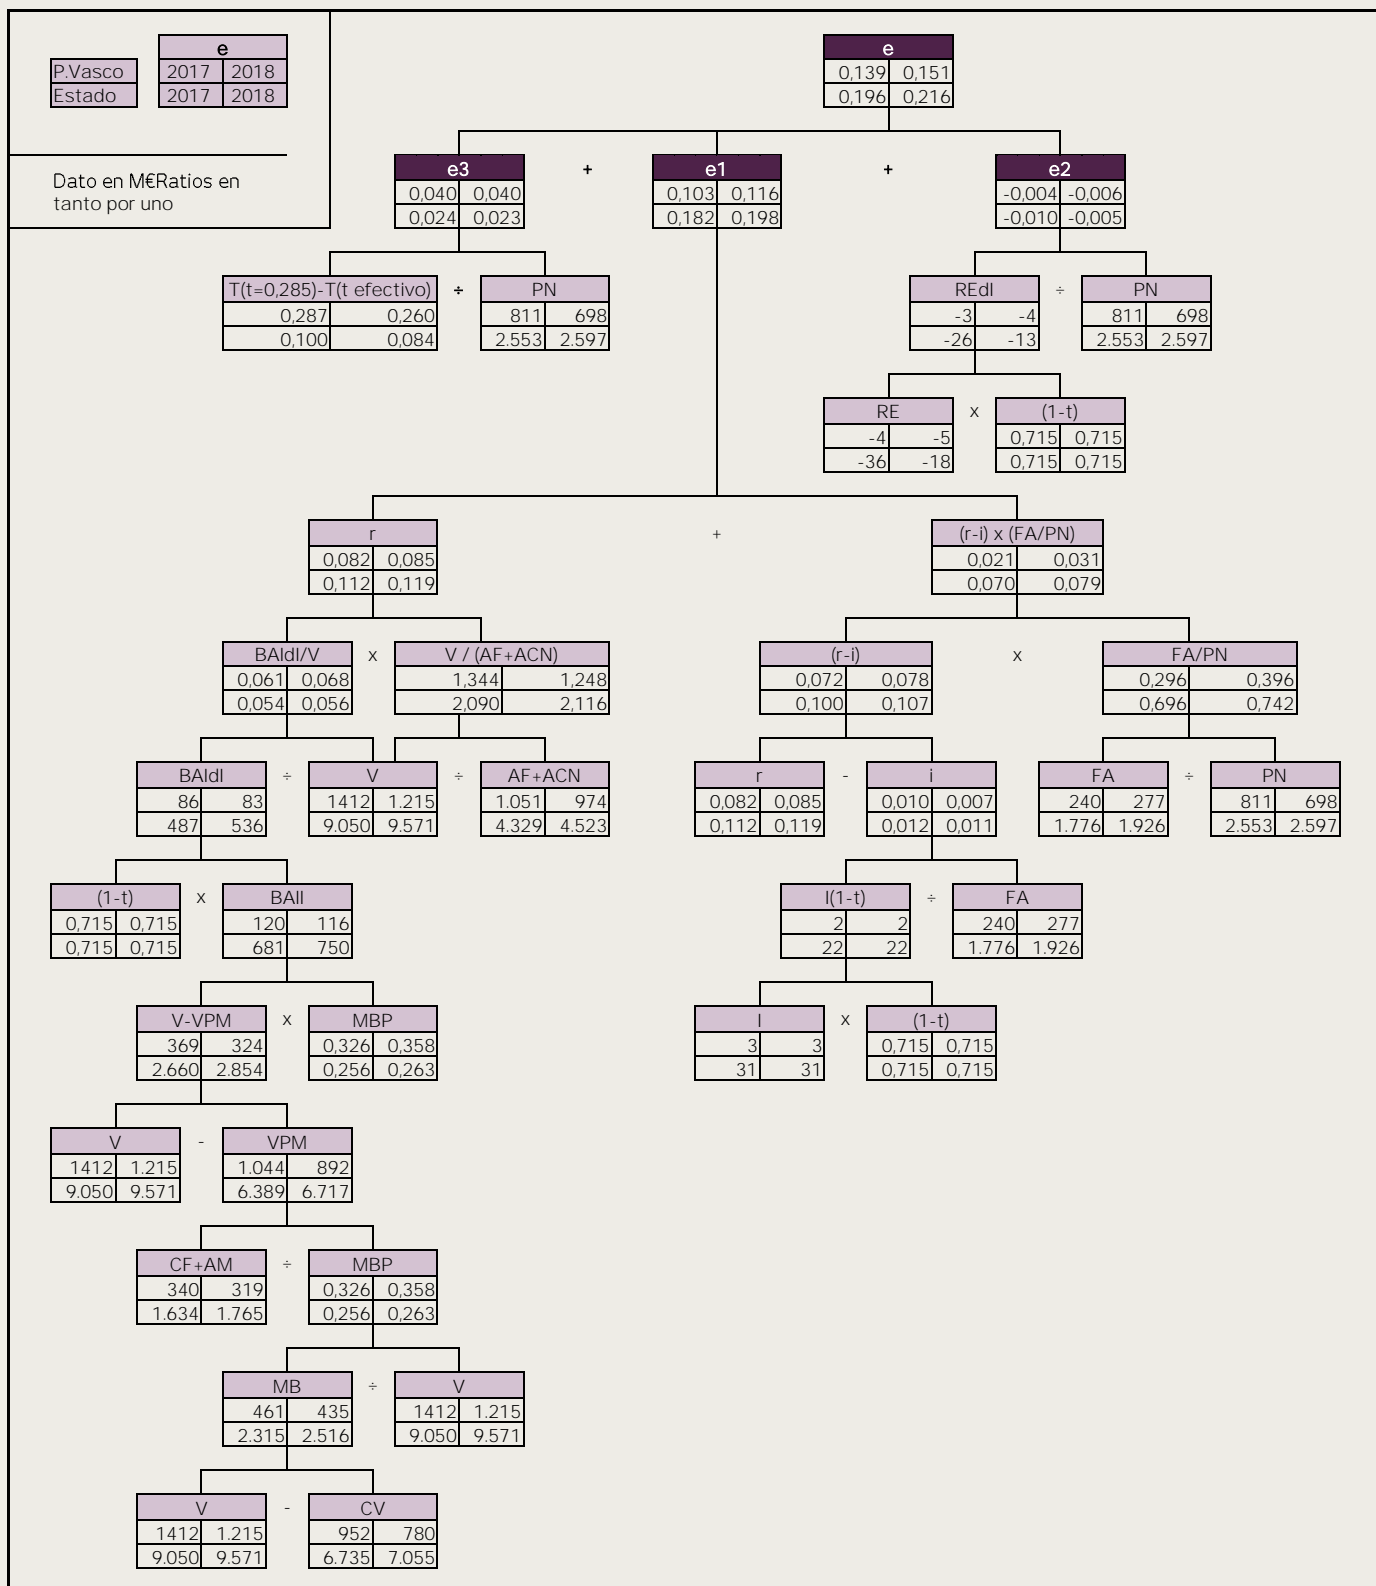 e
P.Vasco 2017 2018
Estado 2017 2018
Dato en M€Ratios en
tanto por uno
e
0,139 0,151
0,196 0,216
e3 + e1 + e2
0,040 0,040 0,103 0,116 -0,004 -0,006
0,024 0,023 0,182 0,198 -0,010 -0,005
T(t=0,285)-T(t efectivo) ÷ PN REdI ÷ PN
0,287 0,260 811 698 -3 -4 811 698
0,100 0,084 2.553 2.597 -26 -13 2.553 2.597
RE x (1-t)
-4 -5 0,715 0,715
-36 -18 0,715 0,715
r + (r-i) x (FA/PN)
0,082 0,085 0,021 0,031
0,112 0,119 0,070 0,079
BAIdI/V x V / (AF+ACN) (r-i) x FA/PN
0,061 0,068 1,344 1,248 0,072 0,078 0,296 0,396
0,054 0,056 2,090 2,116 0,100 0,107 0,696 0,742
BAIdI ÷ V ÷ AF+ACN r - i FA ÷ PN
86 83 1412 1.215 1.051 974 0,082 0,085 0,010 0,007 240 277 811 698
487 536 9.050 9.571 4.329 4.523 0,112 0,119 0,012 0,011 1.776 1.926 2.553 2.597
(1-t) x BAII I(1-t) ÷ FA
0,715 0,715 120 116 2 2 240 277
0,715 0,715 681 750 22 22 1.776 1.926
V-VPM x MBP I x (1-t)
369 324 0,326 0,358 3 3 0,715 0,715
2.660 2.854 0,256 0,263 31 31 0,715 0,715
V - VPM
1412 1.215 1.044 892
9.050 9.571 6.389 6.717
CF+AM ÷ MBP
340 319 0,326 0,358
1.634 1.765 0,256 0,263
MB ÷ V
461 435 1412 1.215
2.315 2.516 9.050 9.571
V - CV
1412 1.215 952 780
9.050 9.571 6.735 7.055